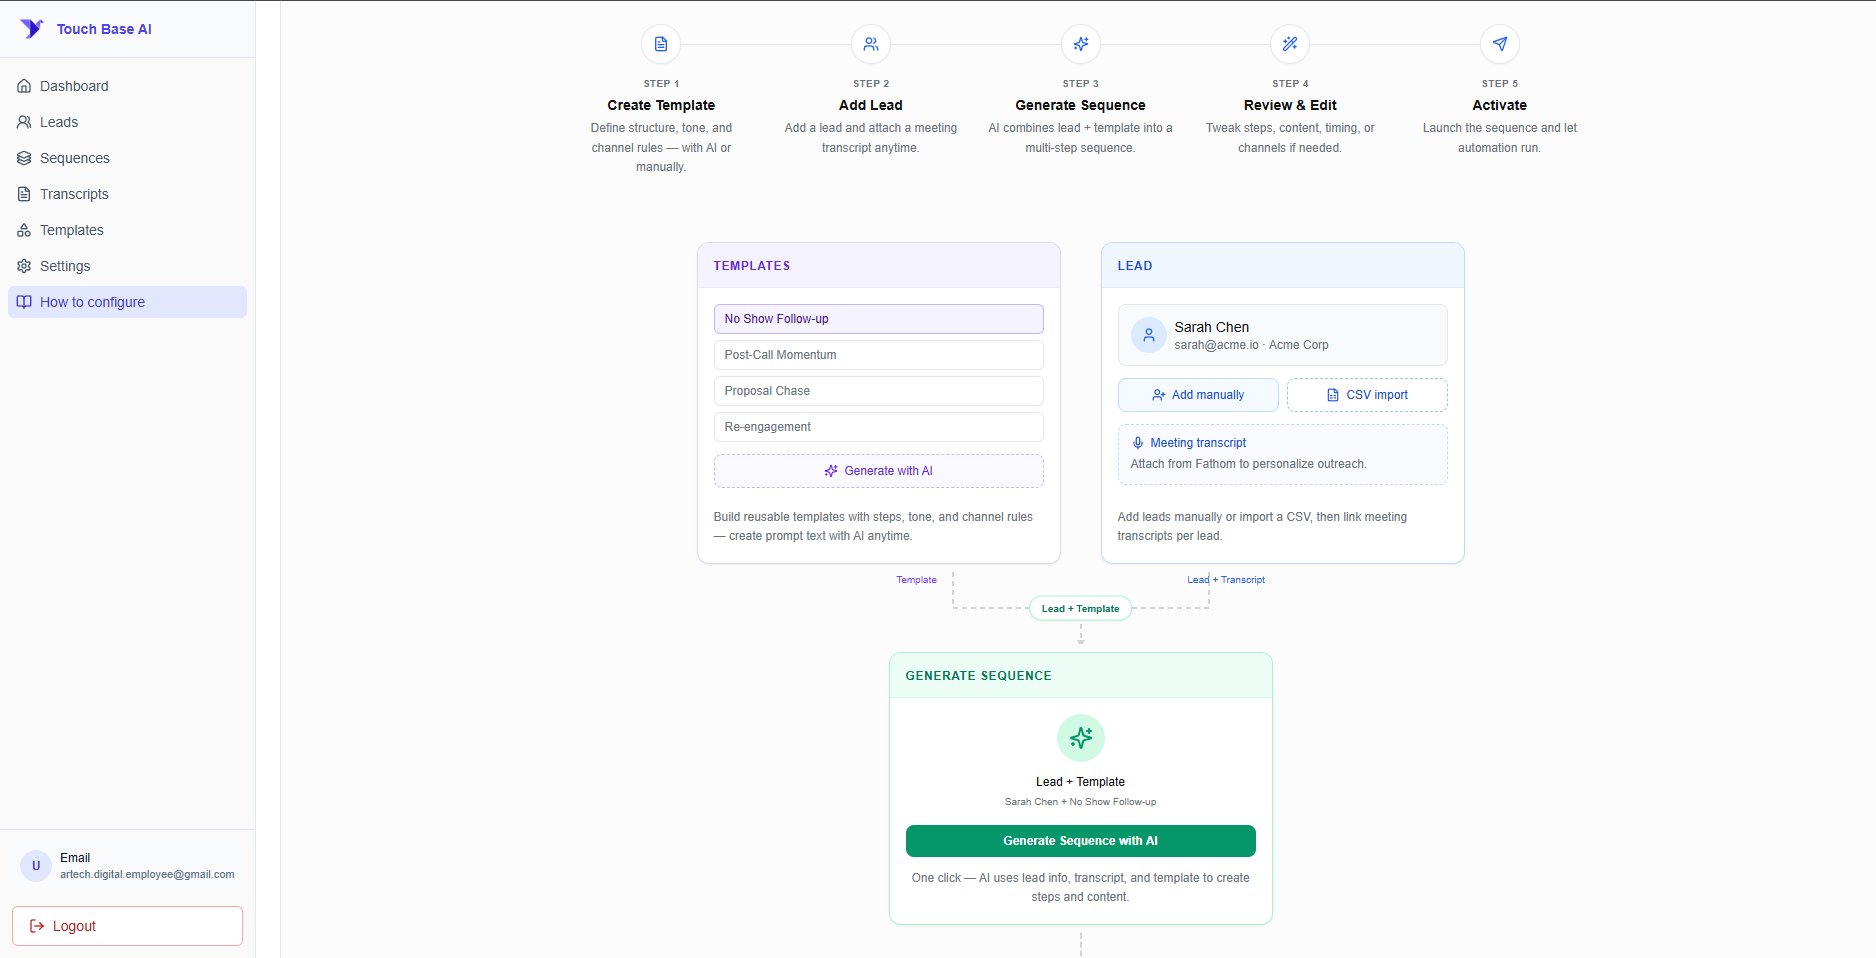 Touch Base AI
Dashboard
Leads
Sequences
Transcripts
Templates
Settings
How to configure
U
Email
artech.digital.employee@gmail.com
Logout
STEP 1
Create Template
Define structure, tone, and
channel rules — with AI or
manually.
STEP 2
Add Lead
Add a lead and attach a meeting
transcript anytime.
STEP 3
Generate Sequence
AI combines lead + template into a
multi-step sequence.
STEP 4
Review & Edit
Tweak steps, content, timing, or
channels if needed.
STEP 5
Activate
Launch the sequence and let
automation run.
TEMPLATES
No Show Follow-up
Post-Call Momentum
Proposal Chase
Re-engagement
Generate with AI
Build reusable templates with steps, tone, and channel rules
— create prompt text with AI anytime.
LEAD
Sarah Chen
sarah@acme.io · Acme Corp
Add manually
CSV import
Meeting transcript
Attach from Fathom to personalize outreach.
Add leads manually or import a CSV, then link meeting
transcripts per lead.
Template
Lead + Transcript
Lead + Template
GENERATE SEQUENCE
Lead + Template
Sarah Chen + No Show Follow-up
Generate Sequence with AI
One click — AI uses lead info, transcript, and template to create
steps and content.